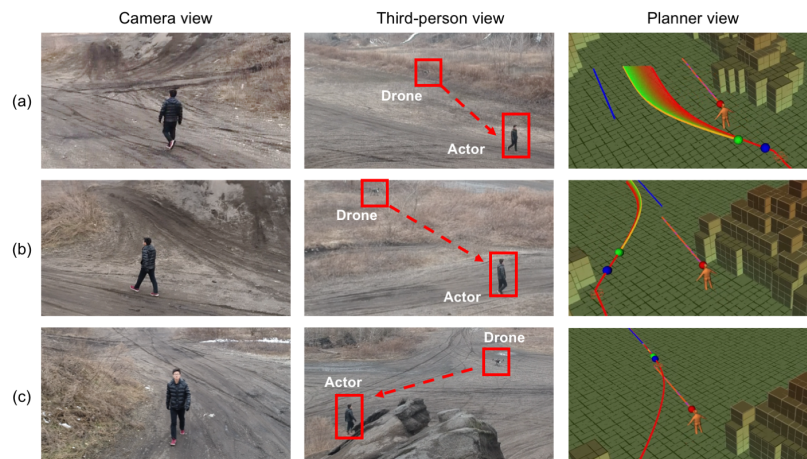 Camera view Third-person view Planner view
(a)
Drone
Actor
(b)
Drone
Actor
(c)
Drone
Actor